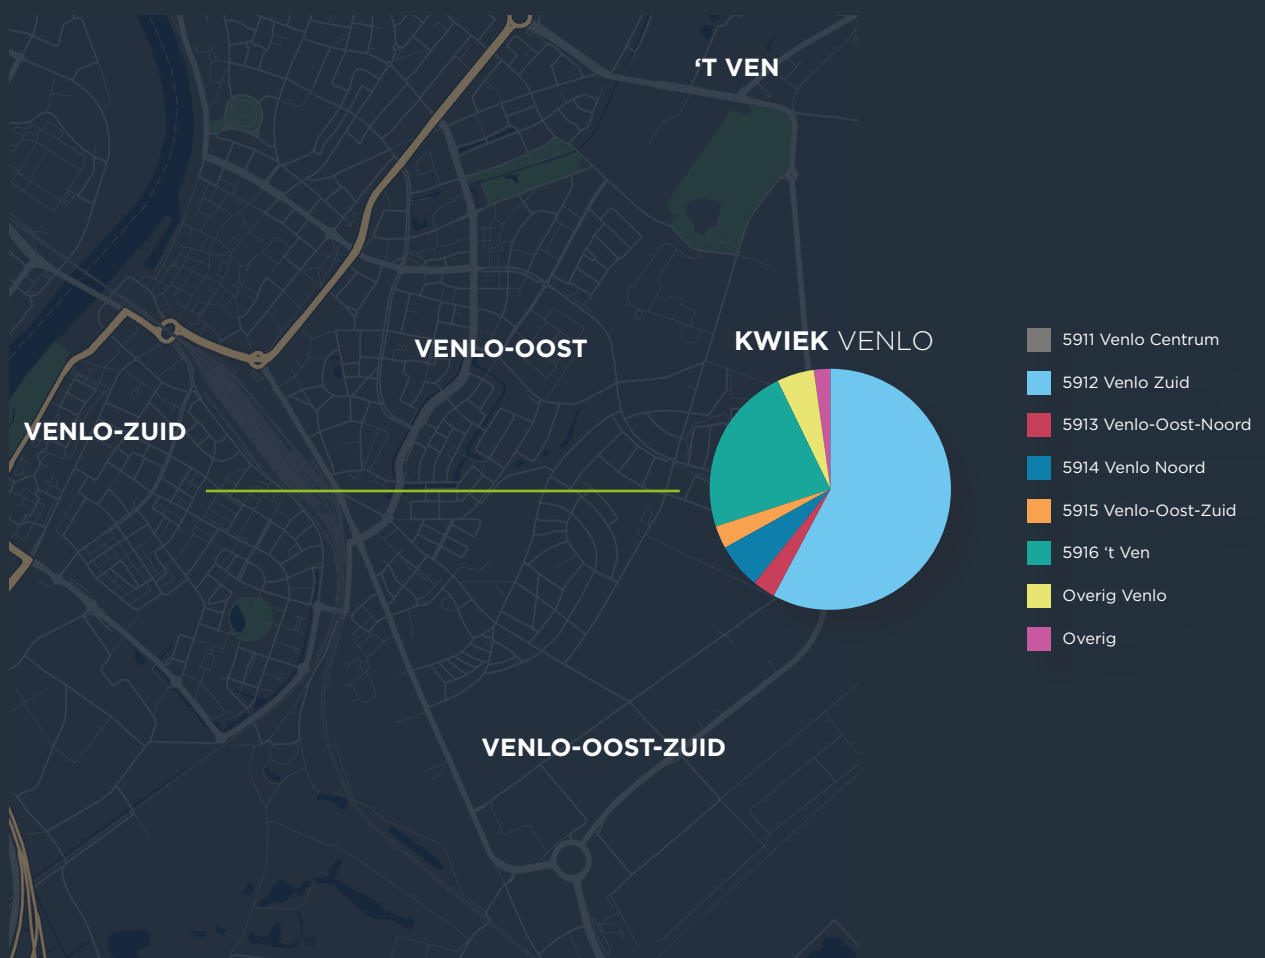 ‘T VEN
VENLO-OOST
VENLO-ZUID
VENLO-OOST-ZUID
KWIEK VENLO
5911 Venlo Centrum
5912 Venlo Zuid
5913 Venlo-Oost-Noord
5914 Venlo Noord
5915 Venlo-Oost-Zuid
5916 ‘t Ven
Overig Venlo
Overig